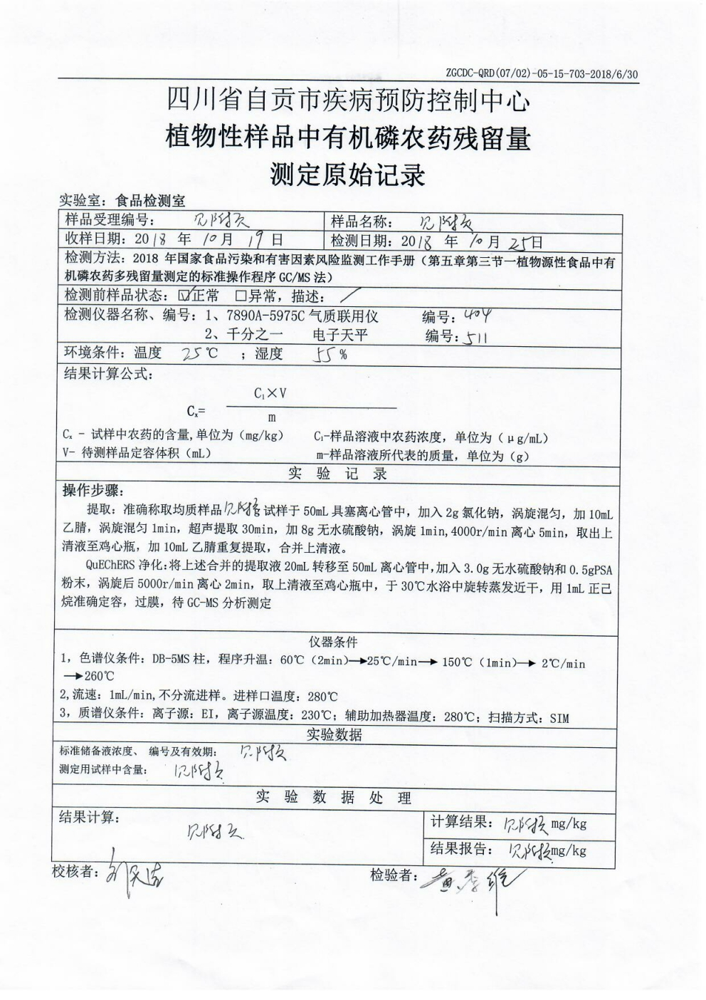 ZGCDC-QRD(07/02)-05-15-703-2018/6/30
四川省自贡市疾病预防控制中心
植物性样品中有机磷农药残留量
测定原始记录
实验室：食品检测室
样品受理编号： 见附页 样品名称： 见附页
收样日期：2018 年 10月 19 日 检测日期：2018 年 10月 25日
检测方法：2018 年国家食品污染和有害因素风险监测工作手册（第五章第三节一植物源性食品中有
机磷农药多残留量测定的标准操作程序 GC/MS 法）
检测前样品状态：☑正常 □异常，描述： /
检测仪器名称、编号：1、7890A-5975C 气质联用仪 编号：404
2、千分之一 电子天平 编号：511
环境条件：温度 25℃ ；湿度 55%
结果计算公式：
C₁×V
Cₓ=
m
Cₓ - 试样中农药的含量,单位为（mg/kg） C₁-样品溶液中农药浓度，单位为（μg/mL）
V- 待测样品定容体积（mL） m-样品溶液所代表的质量，单位为（g）
实 验 记 录
操作步骤：
提取：准确称取均质样品见附页试样于 50mL 具塞离心管中，加入 2g 氯化钠，涡旋混匀，加 10mL
乙腈，涡旋混匀 1min，超声提取 30min，加 8g 无水硫酸钠，涡旋 1min,4000r/min 离心 5min，取出上
清液至鸡心瓶，加 10mL 乙腈重复提取，合并上清液。
QuEChERS 净化:将上述合并的提取液 20mL 转移至 50mL 离心管中,加入 3.0g 无水硫酸钠和 0.5gPSA
粉末，涡旋后 5000r/min 离心 2min，取上清液至鸡心瓶中，于 30℃水浴中旋转蒸发近干，用 1mL 正己
烷准确定容，过膜，待 GC-MS 分析测定
仪器条件
1，色谱仪条件：DB-5MS 柱，程序升温：60℃（2min）→25℃/min→ 150℃（1min）→ 2℃/min
→260℃
2,流速：1mL/min,不分流进样。进样口温度：280℃
3，质谱仪条件：离子源：EI，离子源温度：230℃；辅助加热器温度：280℃；扫描方式：SIM
实验数据
标准储备液浓度、 编号及有效期： 见附页
测定用试样中含量： 见附页
实 验 数 据 处 理
结果计算： 见附页
计算结果： 见附页 mg/kg
结果报告： 见附页mg/kg
校核者： 检验者：